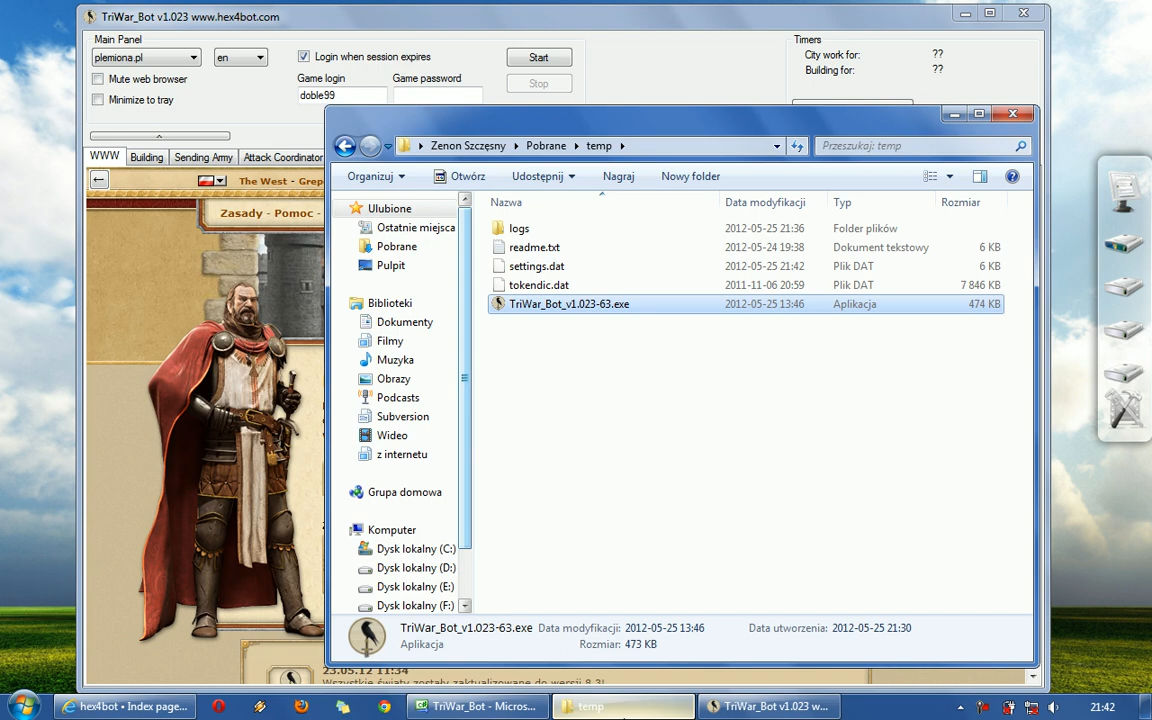 TriWar_Bot v1.023 www.hex4bot.com
Main Panel
plemiona.pl
en
Login when session expires
Start
Mute web browser
Game login
Game password
Stop
Minimize to tray
doble99
Timers
City work for:
??
Building for:
??
WWW
Building
Sending Army
Attack Coordinator
The West - Grep
Zasady - Pomoc -
Zenon Szczęsny
Pobrane
temp
Przeszukaj: temp
Organizuj
Otwórz
Udostępnij
Nagraj
Nowy folder
Ulubione
Ostatnie miejsca
Pobrane
Pulpit
Biblioteki
Dokumenty
Filmy
Muzyka
Obrazy
Podcasts
Subversion
Wideo
z internetu
Grupa domowa
Komputer
Dysk lokalny (C:)
Dysk lokalny (D:)
Dysk lokalny (E:)
Dysk lokalny (F:)
Nazwa Data modyfikacji Typ Rozmiar
logs 2012-05-25 21:36 Folder plików
readme.txt 2012-05-24 19:38 Dokument tekstowy 6 KB
settings.dat 2012-05-25 21:42 Plik DAT 6 KB
tokendic.dat 2011-11-06 20:59 Plik DAT 7 846 KB
TriWar_Bot_v1.023-63.exe 2012-05-25 13:46 Aplikacja 474 KB
TriWar_Bot_v1.023-63.exe Data modyfikacji: 2012-05-25 13:46 Data utworzenia: 2012-05-25 21:30
Aplikacja Rozmiar: 473 KB
23.05.12 11:34
Wszystkie światy zostały zaktualizowane do wersji 8.3!
hex4bot • Index page...
TriWar_Bot - Micros...
temp
TriWar_Bot v1.023 w...
21:42